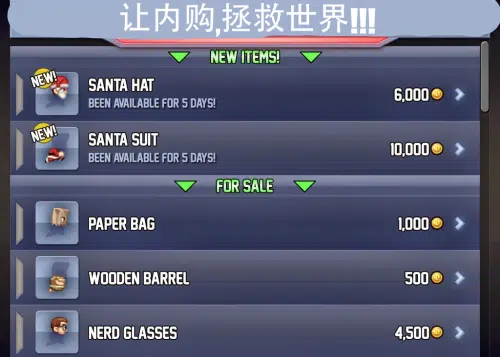 让内购,拯救世界!!!
NEW ITEMS!
NEW!
SANTA HAT
BEEN AVAILABLE FOR 5 DAYS!
6,000
NEW!
SANTA SUIT
BEEN AVAILABLE FOR 5 DAYS!
10,000
FOR SALE
PAPER BAG
1,000
WOODEN BARREL
500
NERD GLASSES
4,500